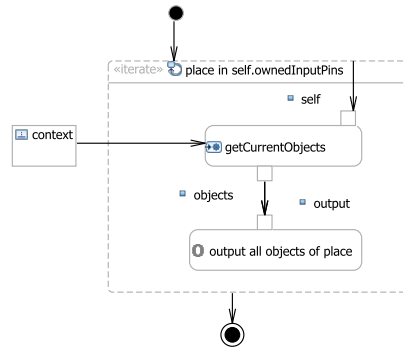 «iterate» place in self.ownedInputPins
self
context
getCurrentObjects
objects
output
output all objects of place